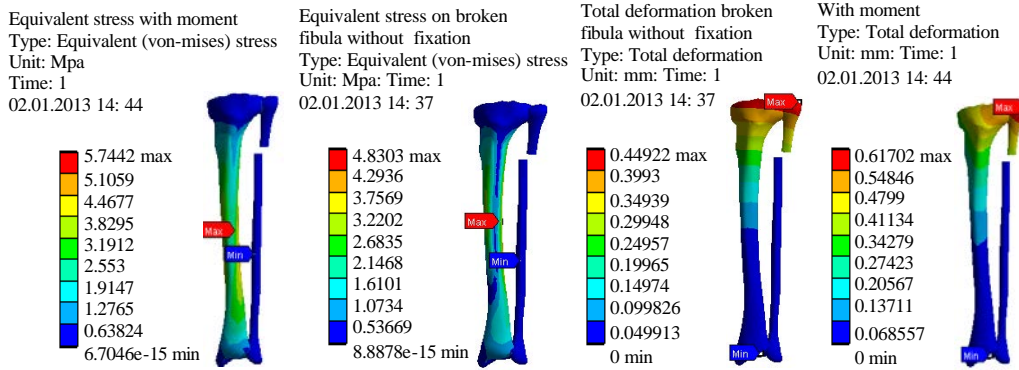 Equivalent stress with moment
Type: Equivalent (von-mises) stress
Unit: Mpa
Time: 1
02.01.2013 14: 44
5.7442 max
5.1059
4.4677
3.8295
3.1912
2.553
1.9147
1.2765
0.63824
6.7046e-15 min
Max
Min
Equivalent stress on broken
fibula without fixation
Type: Equivalent (von-mises) stress
Unit: Mpa: Time: 1
02.01.2013 14: 37
4.8303 max
4.2936
3.7569
3.2202
2.6835
2.1468
1.6101
1.0734
0.53669
8.8878e-15 min
Max
Min
Total deformation broken
fibula without fixation
Type: Total deformation
Unit: mm: Time: 1
02.01.2013 14: 37
0.44922 max
0.3993
0.34939
0.29948
0.24957
0.19965
0.14974
0.099826
0.049913
0 min
Max
Min
With moment
Type: Total deformation
Unit: mm: Time: 1
02.01.2013 14: 44
0.61702 max
0.54846
0.4799
0.41134
0.34279
0.27423
0.20567
0.13711
0.068557
0 min
Max
Min